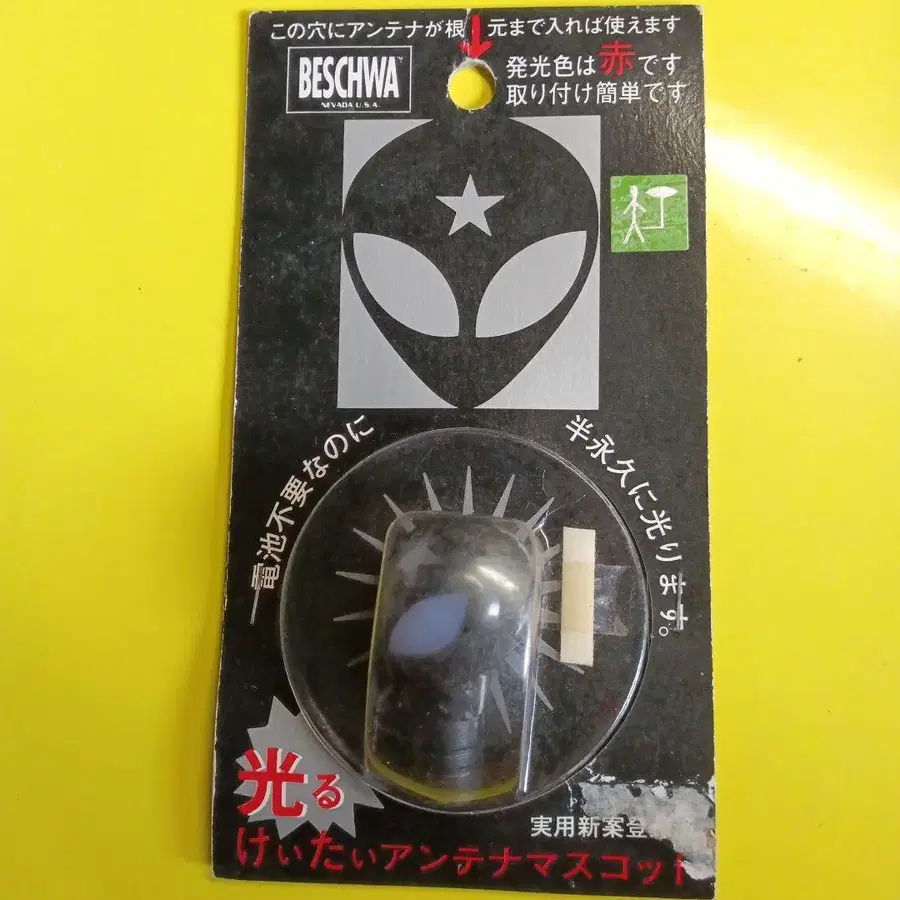 この穴にアンテナが根↓元まで入れば使えます
BESCHWA™
NEVADA U.S.A.
発光色は赤です
取り付け簡単です
電池不要なのに
半永久に光ります。
光る
けいたいアンテナマスコット
実用新案登